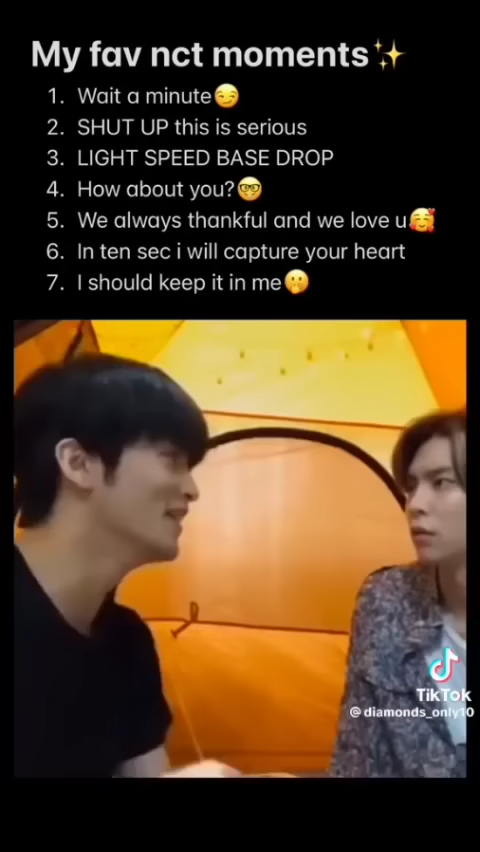 My fav nct moments✨
1. Wait a minute😏
2. SHUT UP this is serious
3. LIGHT SPEED BASE DROP
4. How about you?🤓
5. We always thankful and we love u🥰
6. In ten sec i will capture your heart
7. I should keep it in me🫢
TikTok
@diamonds_only10